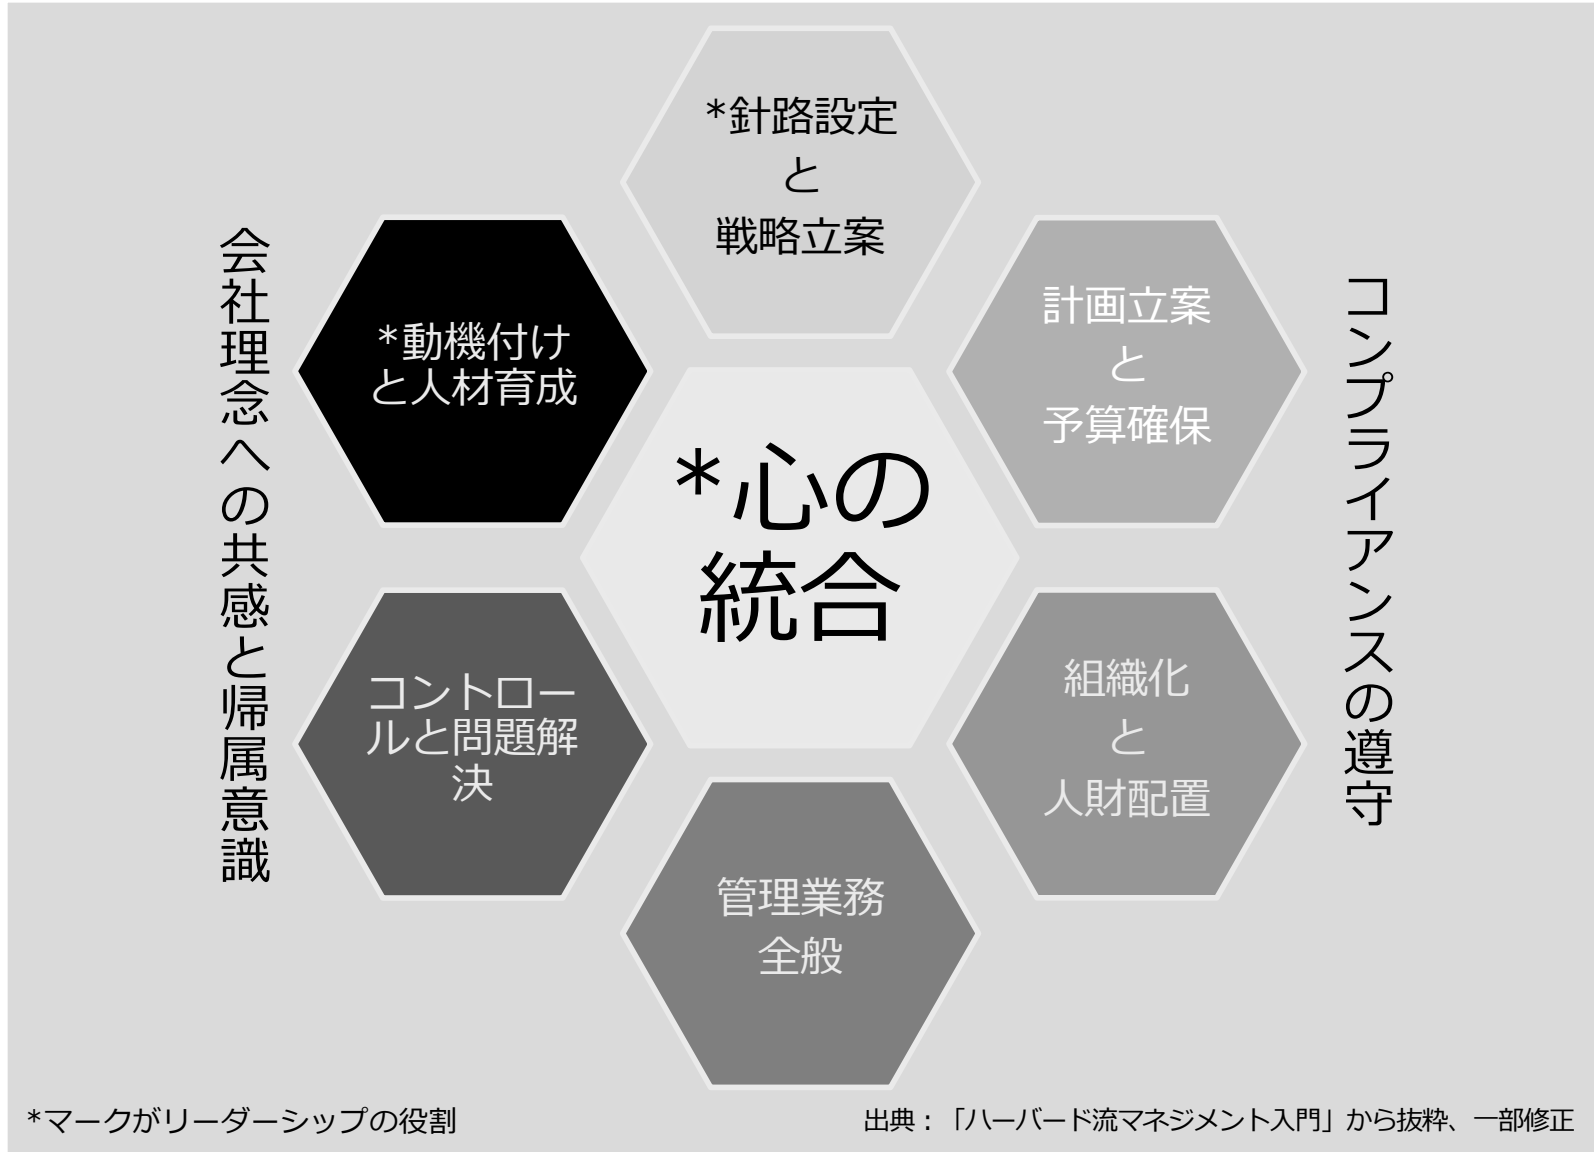 *針路設定
と
戦略立案
計画立案
と
予算確保
組織化
と
人財配置
管理業務
全般
コントロー
ルと問題解
決
*動機付け
と人材育成
*心の
統合
会社理念への共感と帰属意識
コンプライアンスの遵守
*マークがリーダーシップの役割
出典：「ハーバード流マネジメント入門」から抜粋、一部修正